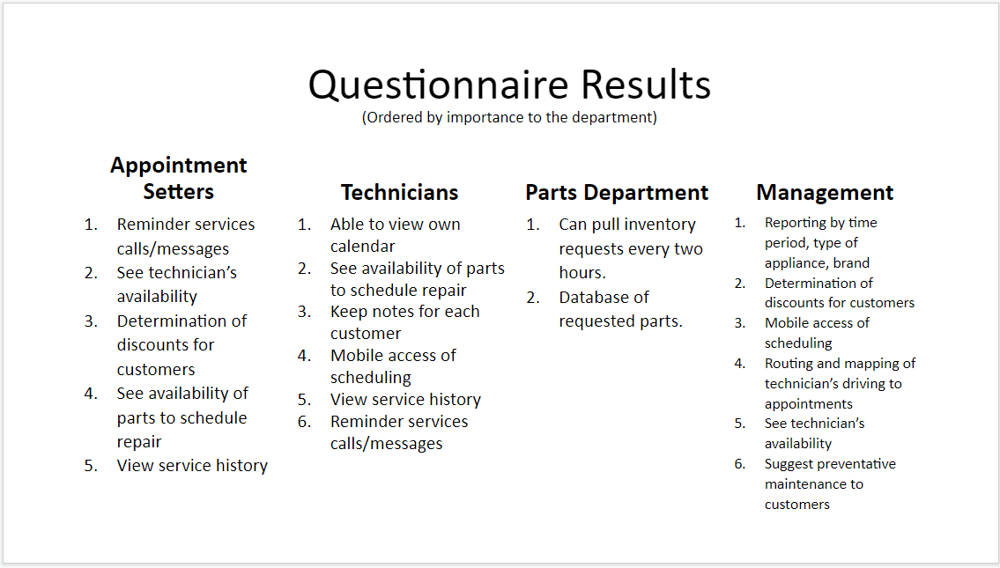 Questionnaire Results
(Ordered by importance to the department)
Appointment
Setters
1. Reminder services
calls/messages
2. See technician's
availability
3. Determination of
discounts for
customers
4. See availability of
parts to schedule
repair
5. View service history
Technicians
1. Able to view own
calendar
2. See availability of parts
to schedule repair
3. Keep notes for each
customer
4. Mobile access of
scheduling
5. View service history
6. Reminder services
calls/messages
Parts Department
1. Can pull inventory
requests every two
hours.
2. Database of
requested parts.
Management
1. Reporting by time
period, type of
appliance, brand
2. Determination of
discounts for customers
3. Mobile access of
scheduling
4. Routing and mapping of
technician's driving to
appointments
5. See technician's
availability
6. Suggest preventative
maintenance to
customers